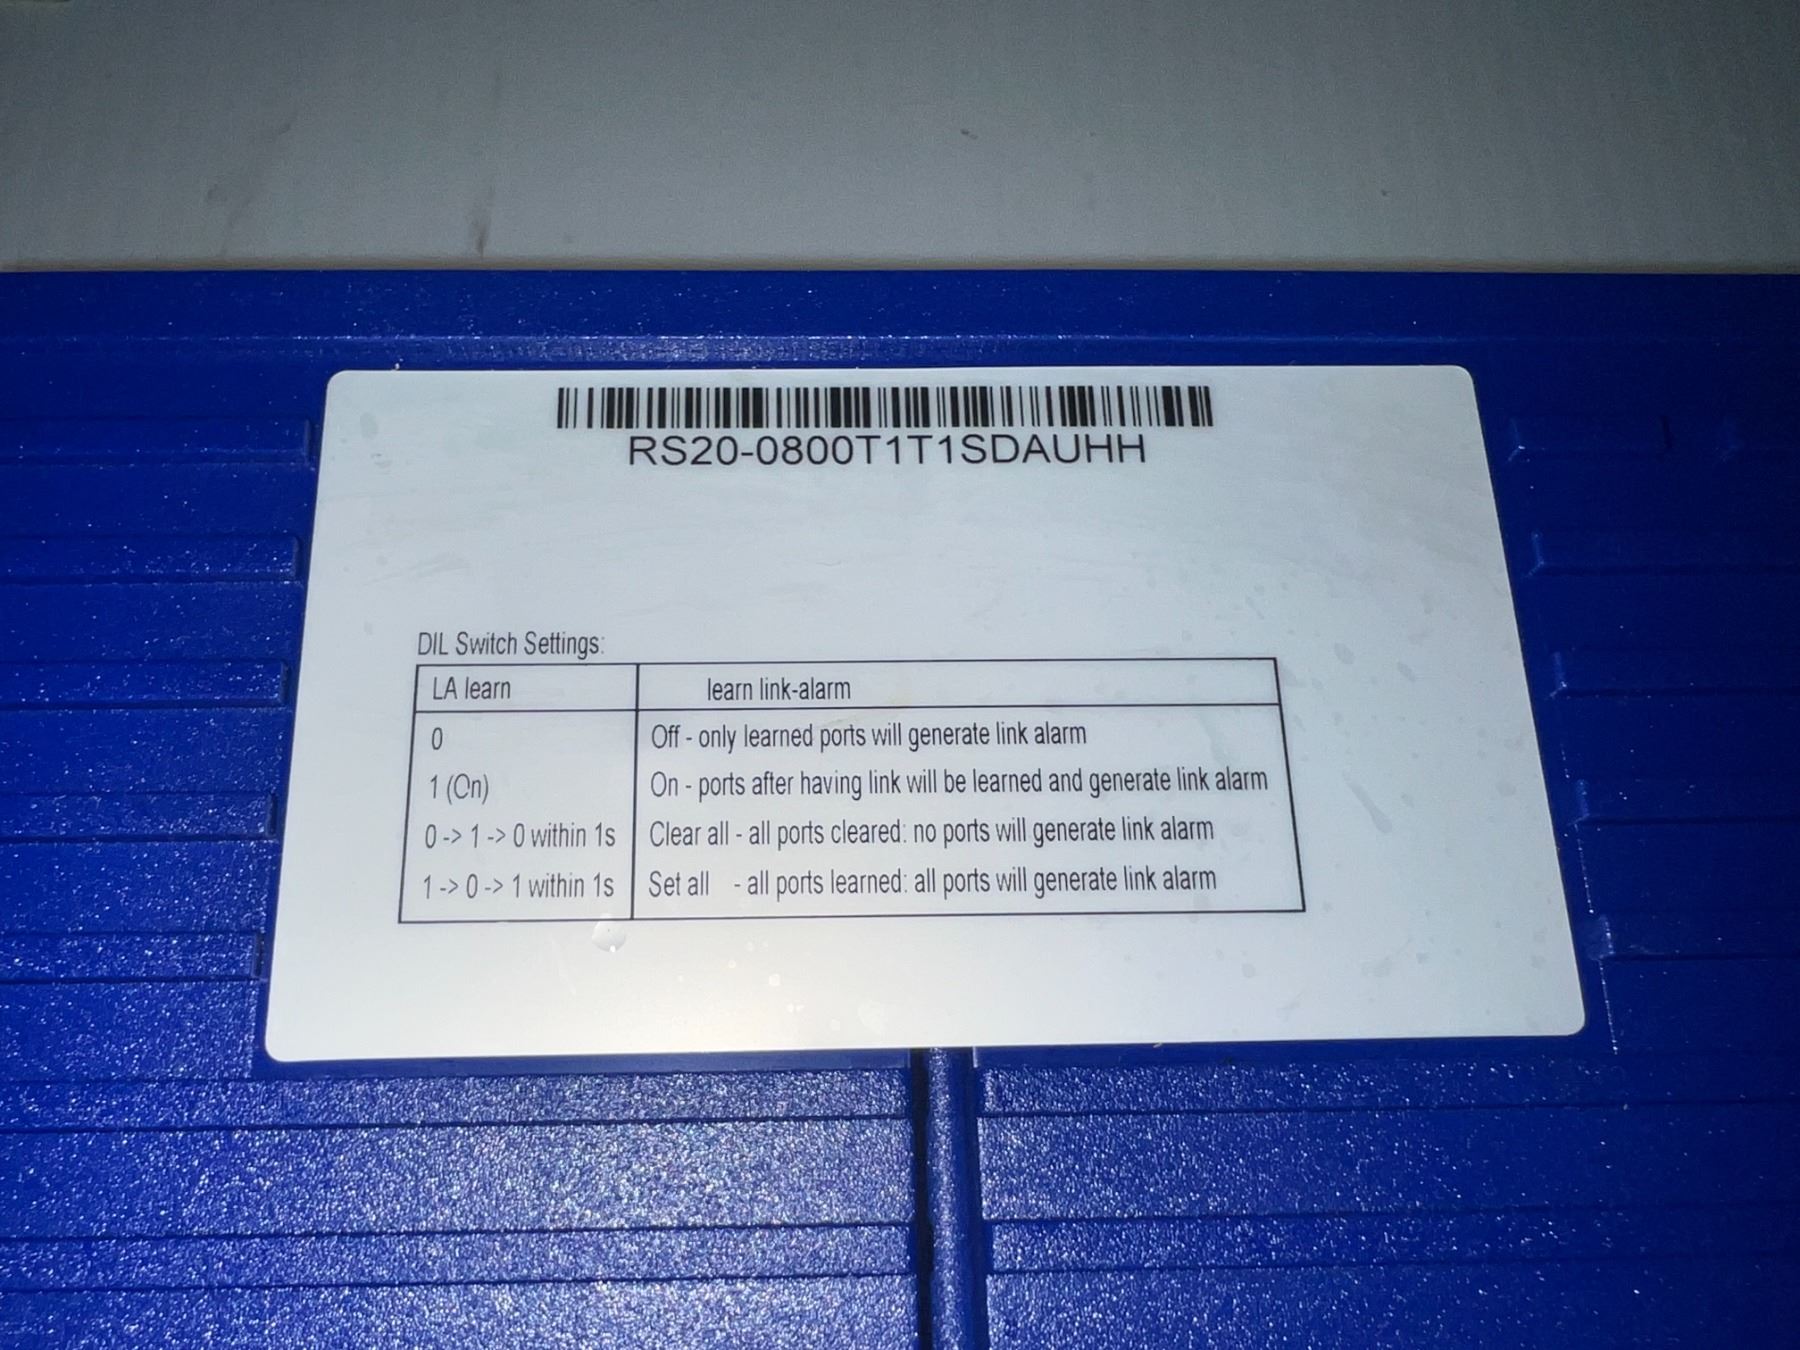 RS20-0800T1T1SDAUHH
DIL Switch Settings:
LA learn learn link-alarm
0 Off - only learned ports will generate link alarm
1 (On) On - ports after having link will be learned and generate link alarm
0 -> 1 -> 0 within 1s Clear all - all ports cleared: no ports will generate link alarm
1 -> 0 -> 1 within 1s Set all - all ports learned: all ports will generate link alarm